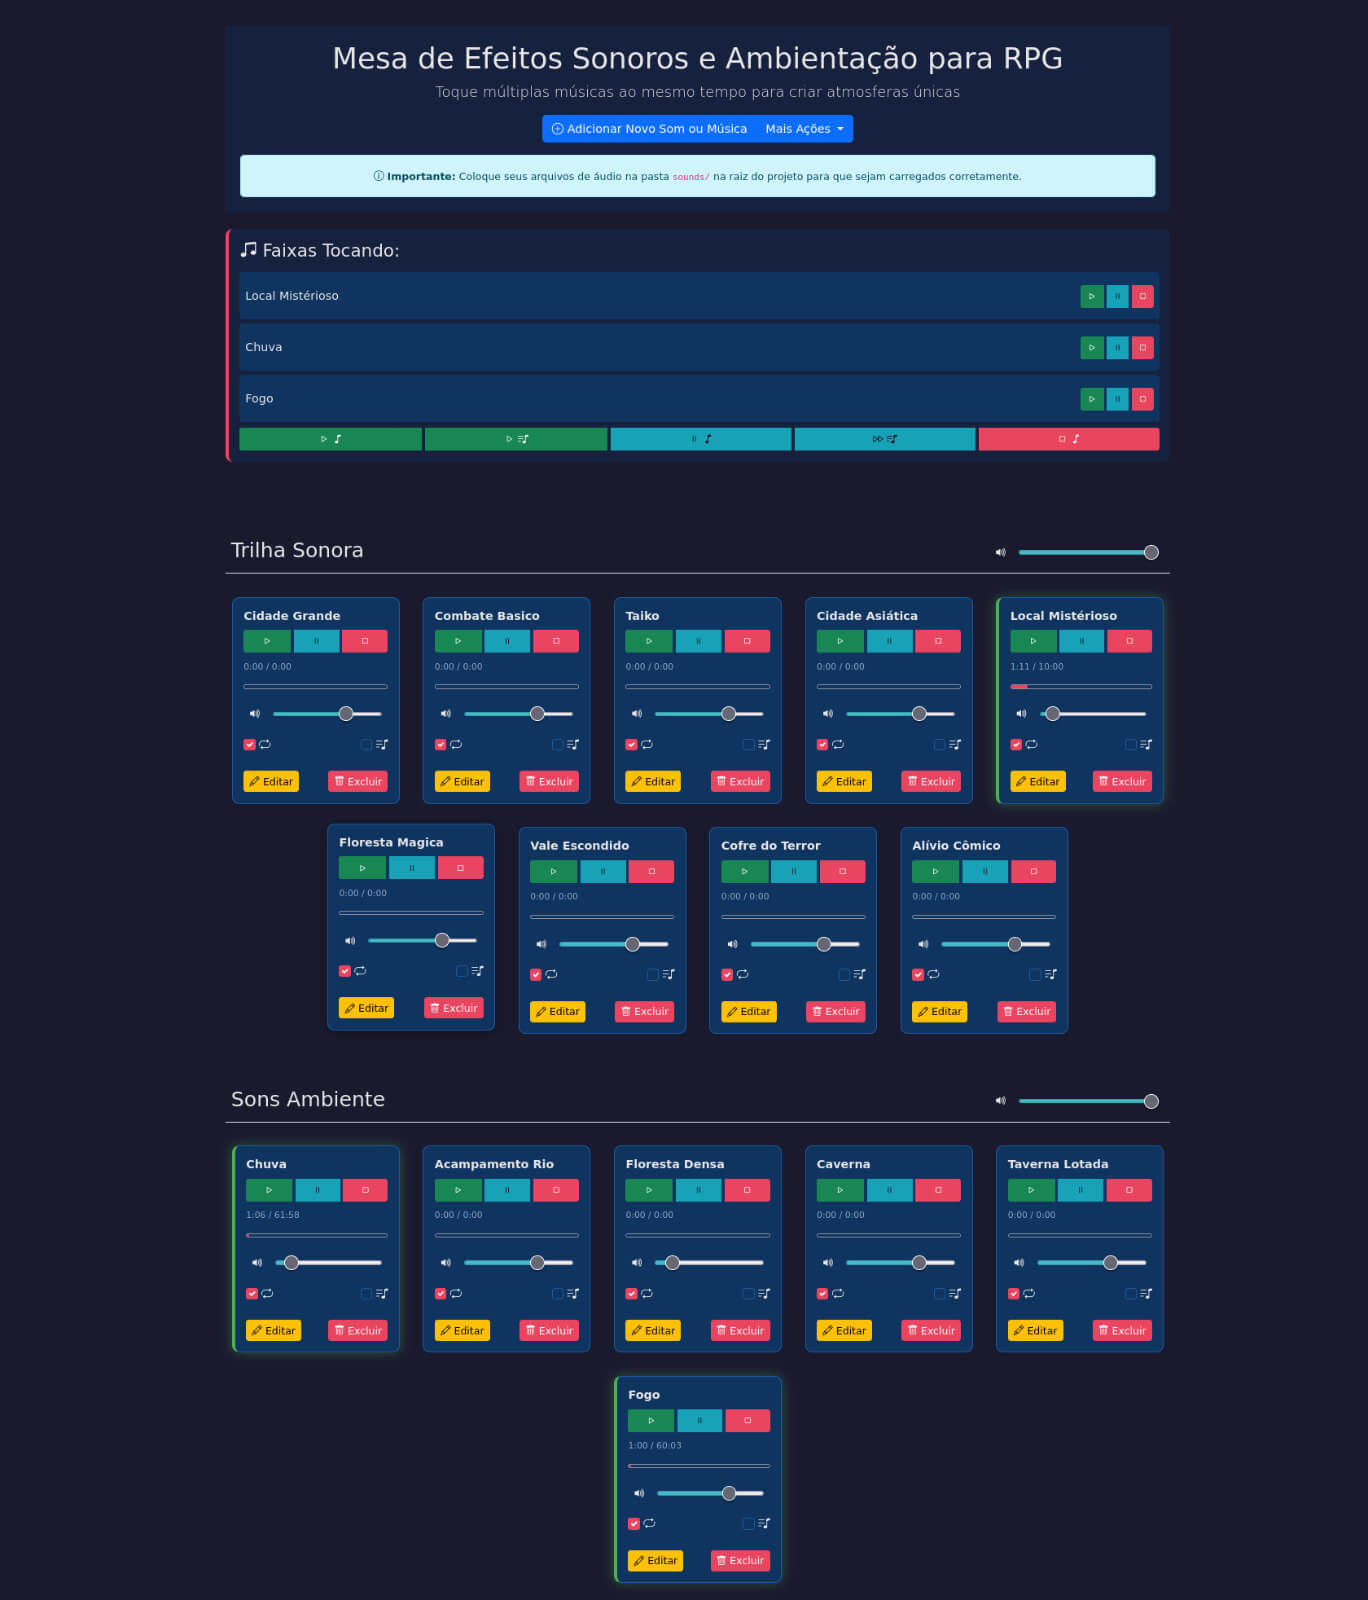 Mesa de Efeitos Sonoros e Ambientação para RPG
Toque múltiplas músicas ao mesmo tempo para criar atmosferas únicas
Adicionar Novo Som ou Música Mais Ações
Importante: Coloque seus arquivos de áudio na pasta sounds/ na raiz do projeto para que sejam carregados corretamente.
Faixas Tocando:
Local Mistérioso
Chuva
Fogo
Trilha Sonora
Cidade Grande
0:00 / 0:00
Editar Excluir
Combate Basico
0:00 / 0:00
Editar Excluir
Taiko
0:00 / 0:00
Editar Excluir
Cidade Asiática
0:00 / 0:00
Editar Excluir
Local Mistérioso
1:11 / 10:00
Editar Excluir
Floresta Magica
0:00 / 0:00
Editar Excluir
Vale Escondido
0:00 / 0:00
Editar Excluir
Cofre do Terror
0:00 / 0:00
Editar Excluir
Alívio Cômico
0:00 / 0:00
Editar Excluir
Sons Ambiente
Chuva
1:06 / 61:58
Editar Excluir
Acampamento Rio
0:00 / 0:00
Editar Excluir
Floresta Densa
0:00 / 0:00
Editar Excluir
Caverna
0:00 / 0:00
Editar Excluir
Taverna Lotada
0:00 / 0:00
Editar Excluir
Fogo
1:00 / 60:03
Editar Excluir